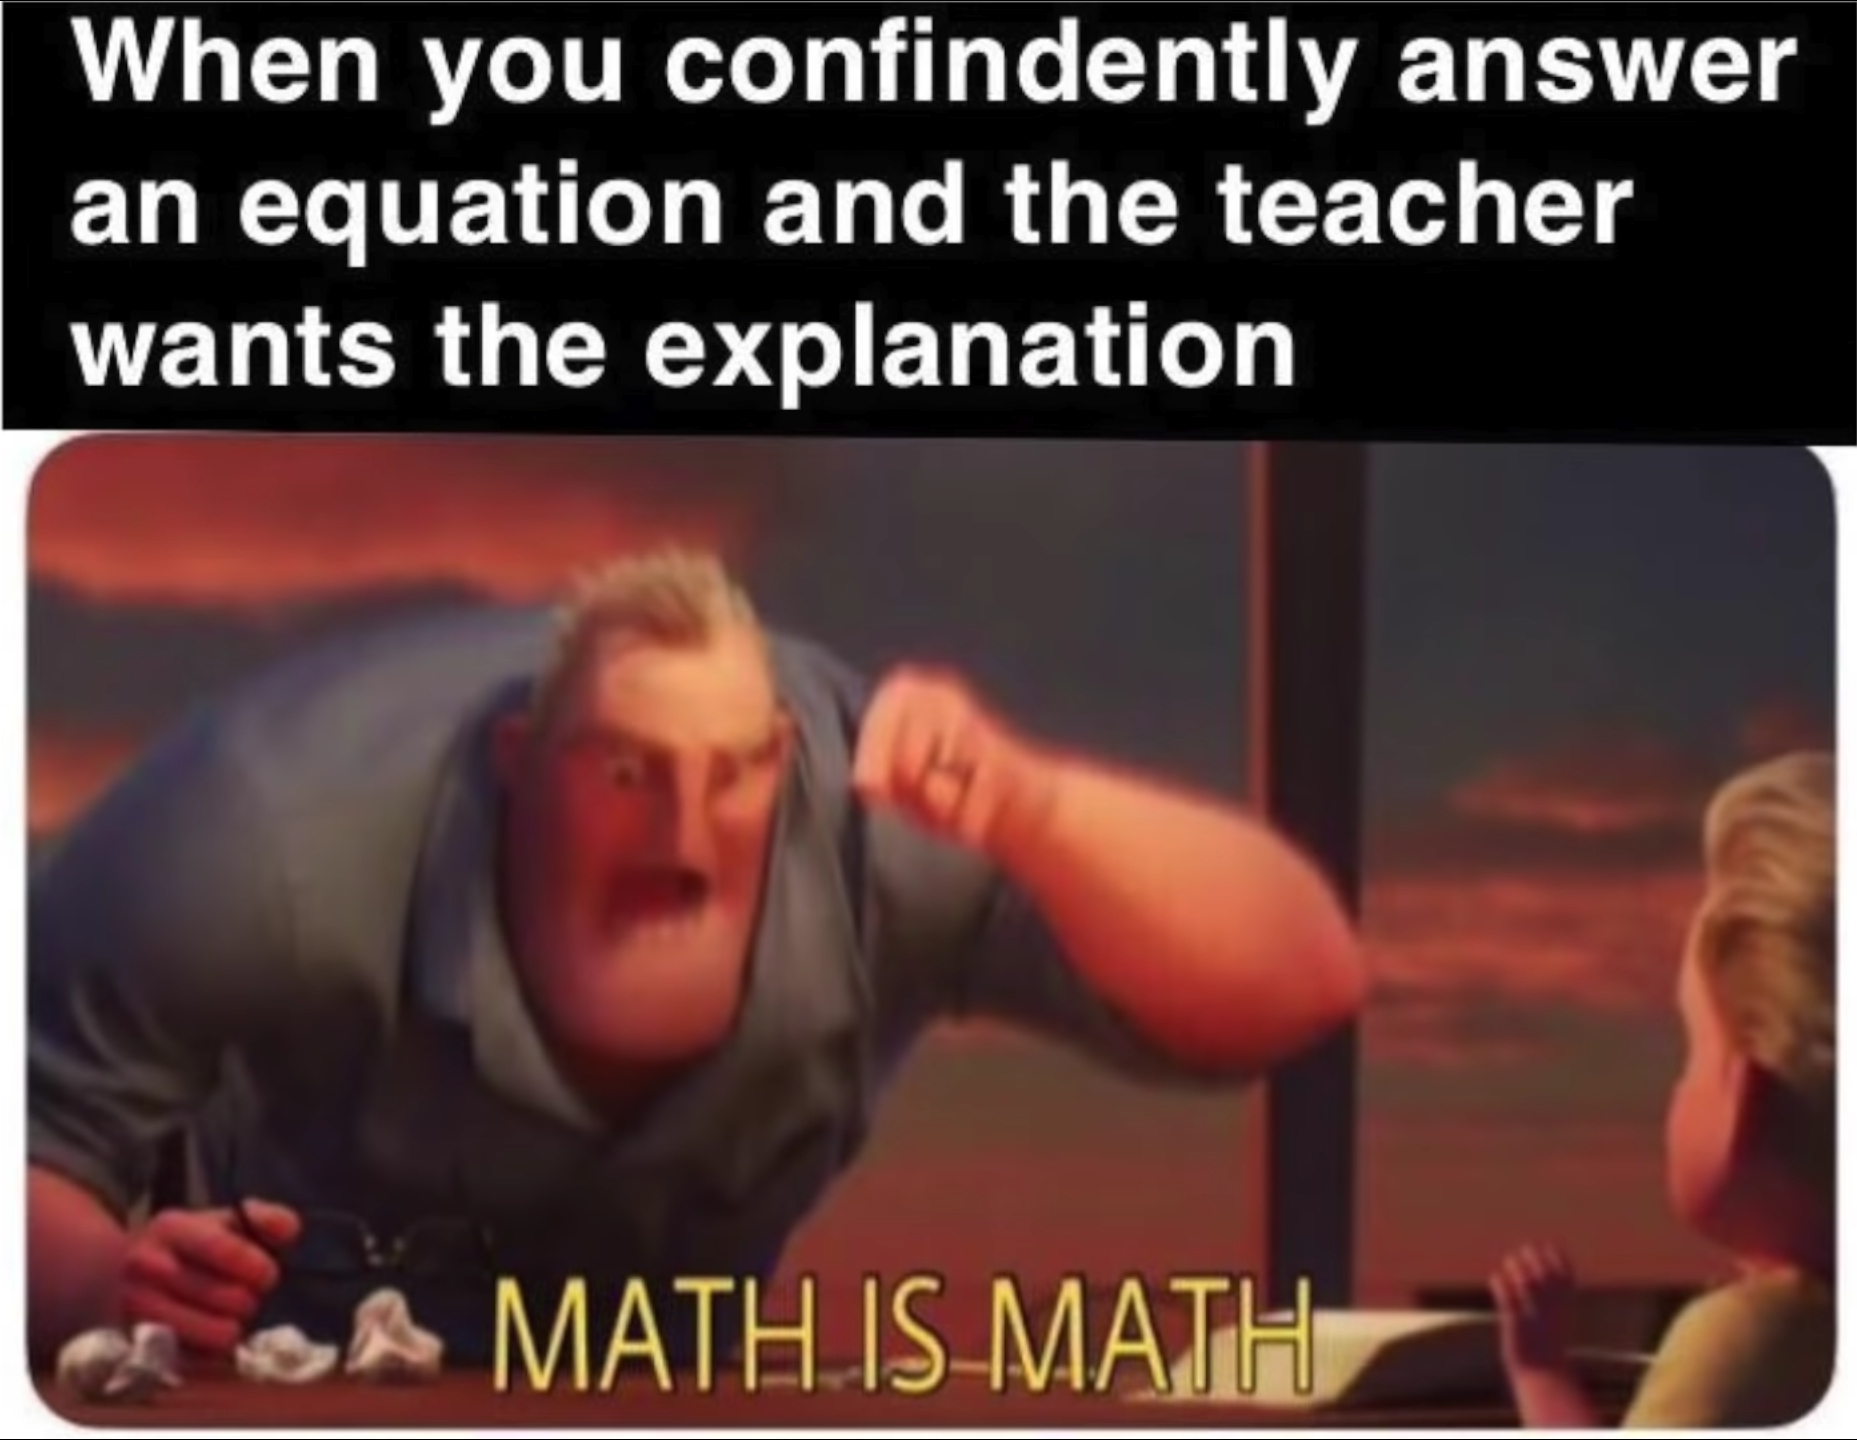 When you confindently answer
an equation and the teacher
wants the explanation
MATH IS MATH